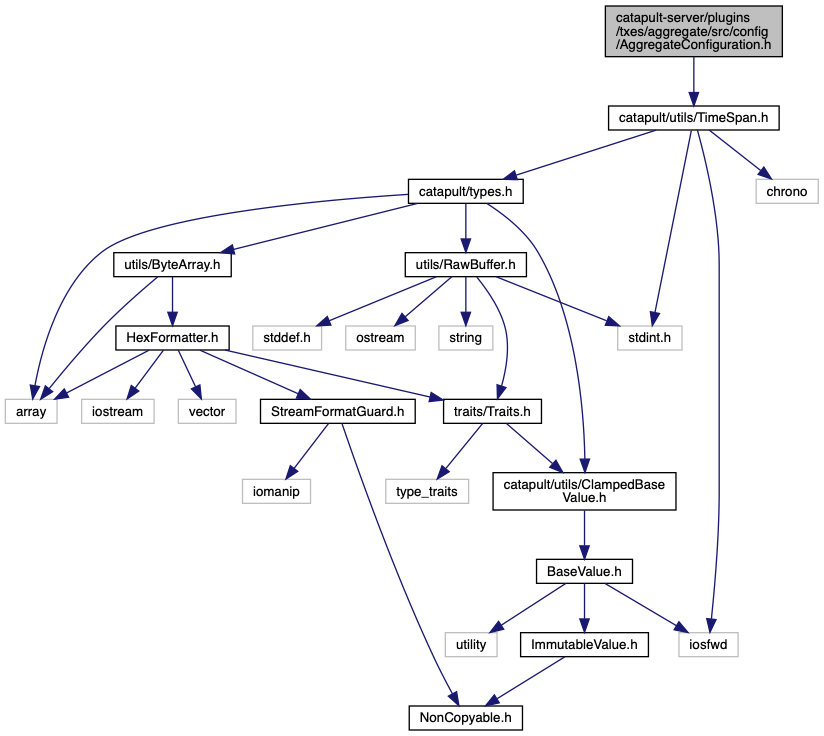 catapult-server/plugins
/txes/aggregate/src/config
/AggregateConfiguration.h
catapult/utils/TimeSpan.h
catapult/types.h
chrono
utils/ByteArray.h
utils/RawBuffer.h
HexFormatter.h
stddef.h
ostream
string
stdint.h
array
iostream
vector
StreamFormatGuard.h
traits/Traits.h
iomanip
type_traits
catapult/utils/ClampedBase
Value.h
BaseValue.h
utility
ImmutableValue.h
iosfwd
NonCopyable.h